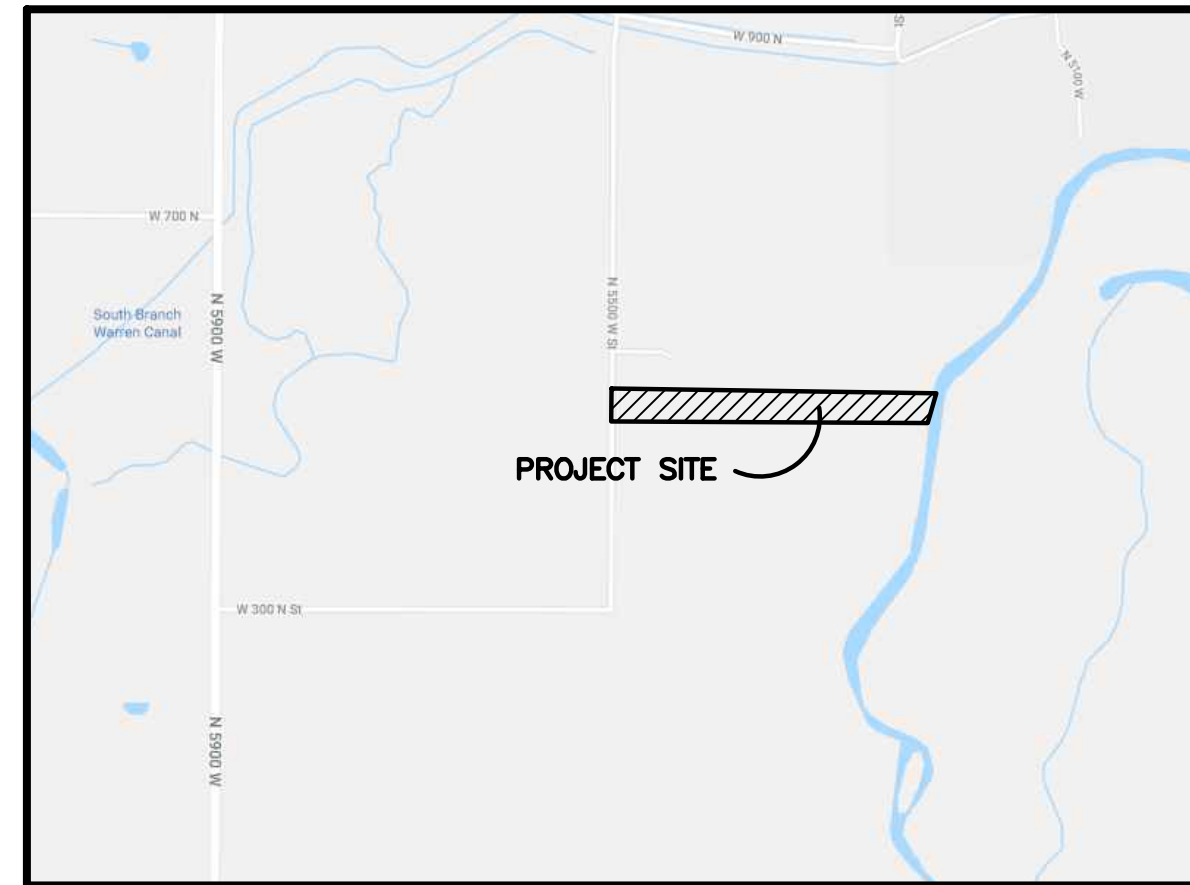 St
W 900 N
N 5100 W
W 700 N
South Branch
Warren Canal
N 5900 W
N 5500 W St
PROJECT SITE
W 300 N St
N 5900 W